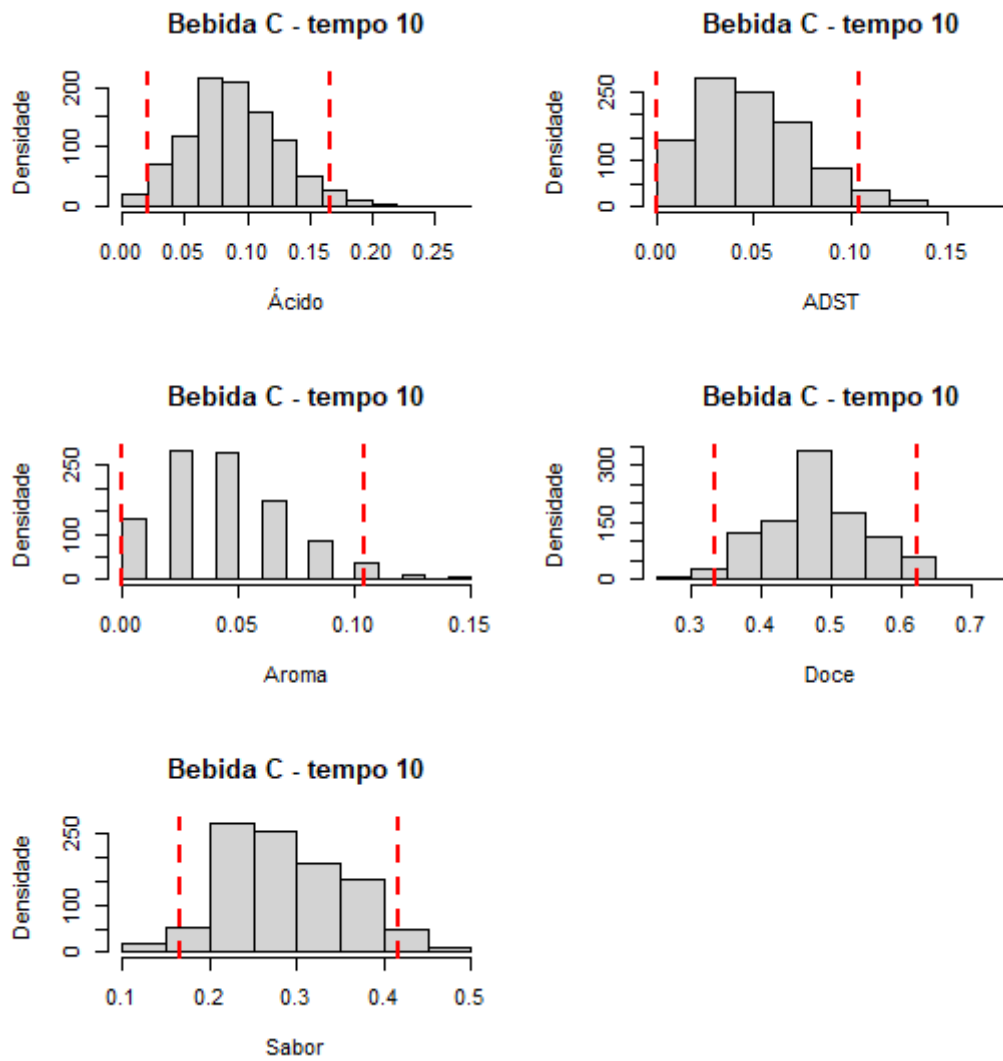 Bebida C - tempo 10
Densidade
0 100 200
0.00 0.05 0.10 0.15 0.20 0.25
Ácido
Bebida C - tempo 10
Densidade
0 100 250
0.00 0.05 0.10 0.15
ADST
Bebida C - tempo 10
Densidade
0 100 250
0.00 0.05 0.10 0.15
Aroma
Bebida C - tempo 10
Densidade
0 150 300
0.3 0.4 0.5 0.6 0.7
Doce
Bebida C - tempo 10
Densidade
0 100 250
0.1 0.2 0.3 0.4 0.5
Sabor